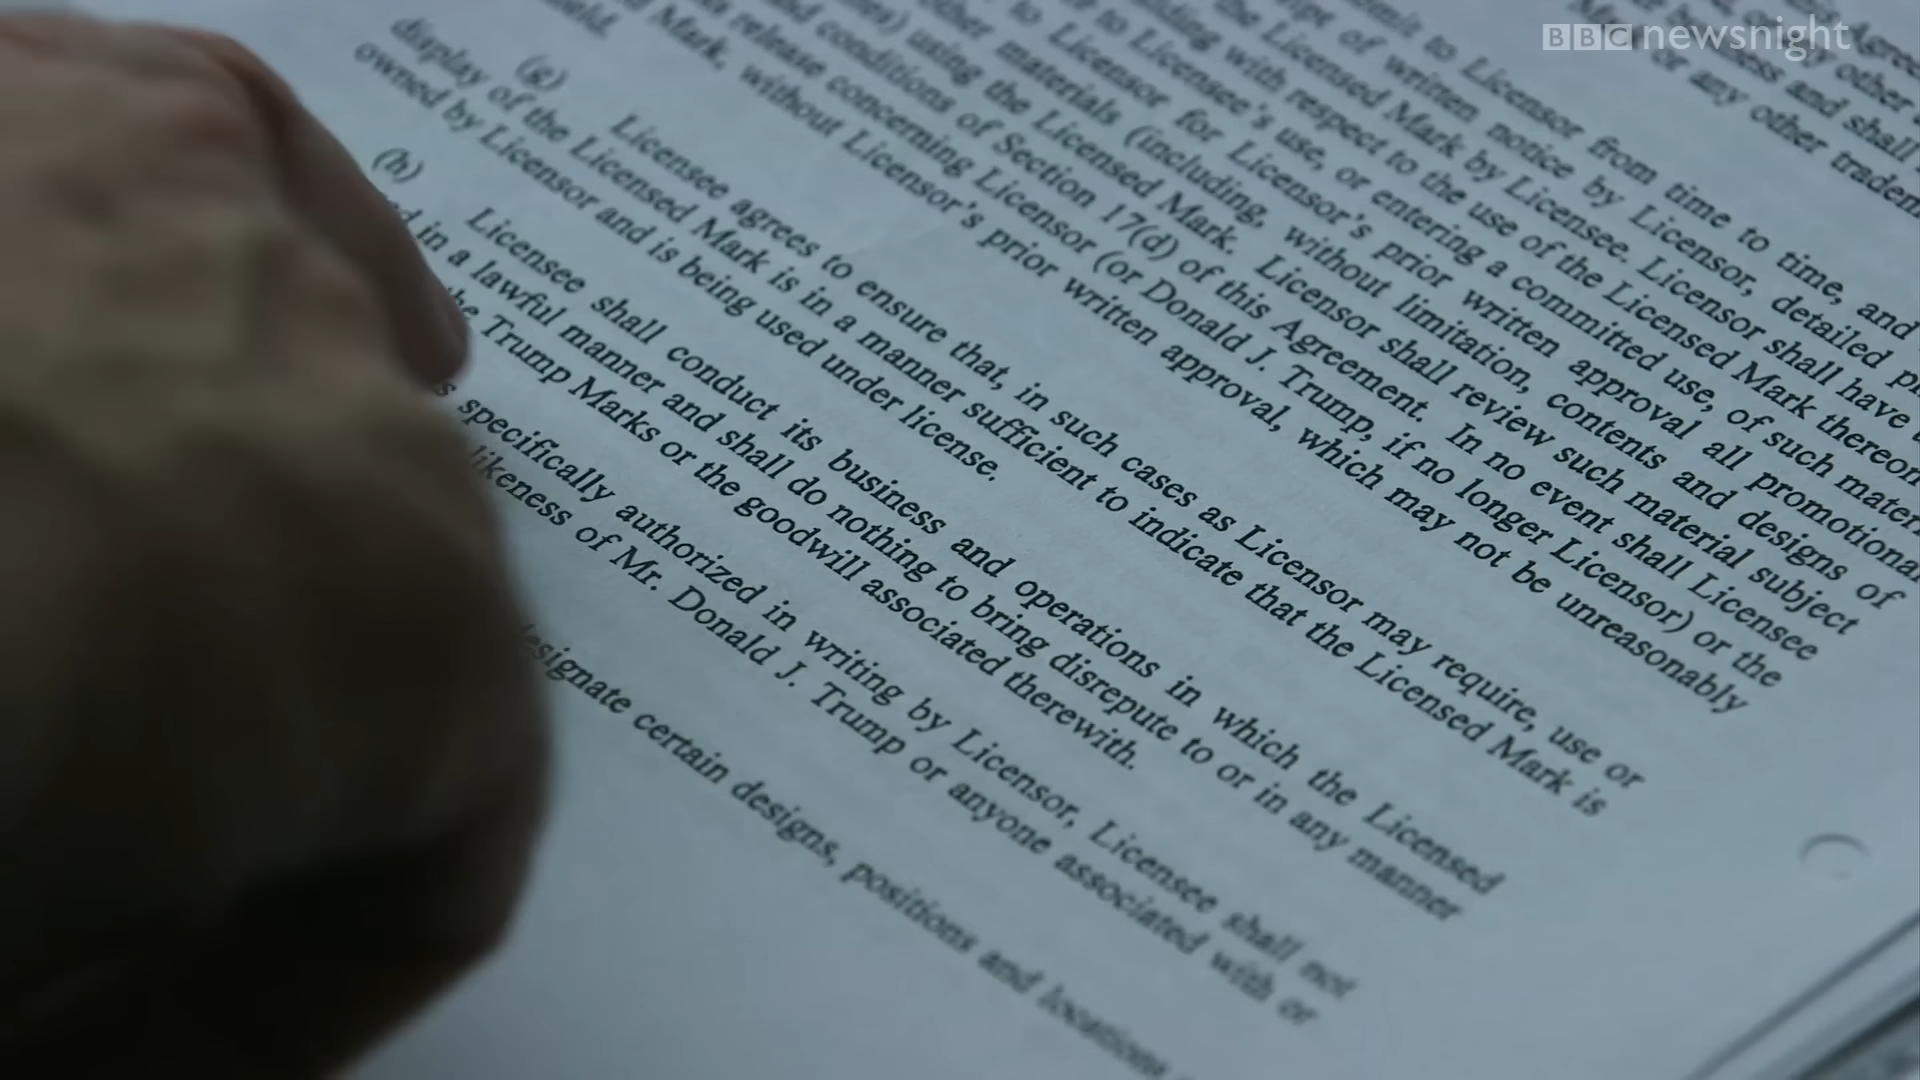 BBC newsnight
any other
business and shall
or any other
to Licensor from time to time, and
of written notice by Licensor, detailed
the Licensed Mark by Licensee. Licensor shall have
with respect to the use of the Licensed Mark thereon
to Licensee's use, or entering a committed use, of such
to Licensor for Licensor's prior written approval all promotional
other materials (including, without limitation, contents and designs of
using the Licensed Mark. Licensor shall review such material subject
conditions of Section 17(d) of this Agreement. In no event shall Licensee
release concerning Licensor (or Donald J. Trump, if no longer Licensor) or the
Mark, without Licensor's prior written approval, which may not be unreasonably
(g) Licensee agrees to ensure that, in such cases as Licensor may require, use or
display of the Licensed Mark is in a manner sufficient to indicate that the Licensed Mark is
owned by Licensor and is being used under license.
(h) Licensee shall conduct its business and operations in which the Licensed
in a lawful manner and shall do nothing to bring disrepute to or in any manner
the Trump Marks or the goodwill associated therewith.
specifically authorized in writing by Licensor, Licensee shall not
likeness of Mr. Donald J. Trump or anyone associated with or
designate certain designs, positions and locations